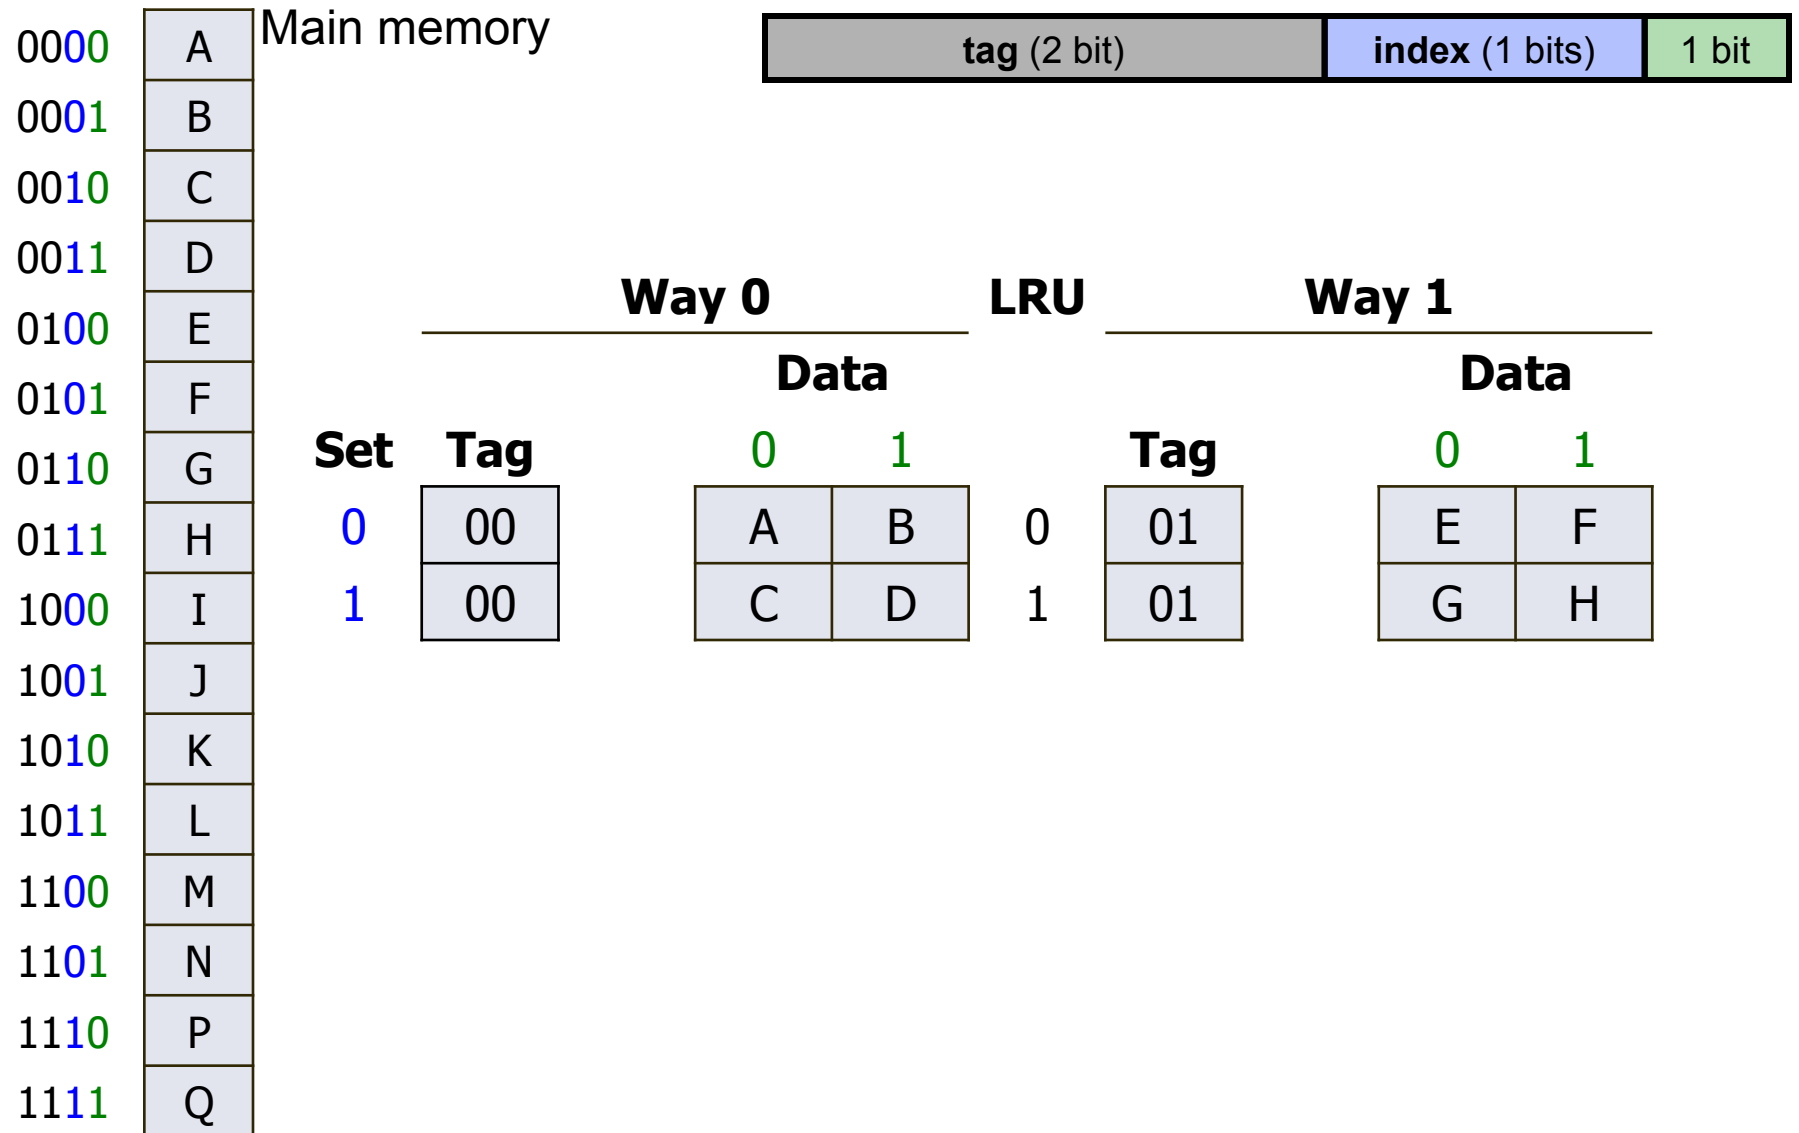 Main memory
tag (2 bit) index (1 bits) 1 bit
0000 A
0001 B
0010 C
0011 D
0100 E
0101 F
0110 G
0111 H
1000 I
1001 J
1010 K
1011 L
1100 M
1101 N
1110 P
1111 Q
Way 0 LRU Way 1
Data Data
Set Tag 0 1 Tag 0 1
0 00 A B 0 01 E F
1 00 C D 1 01 G H